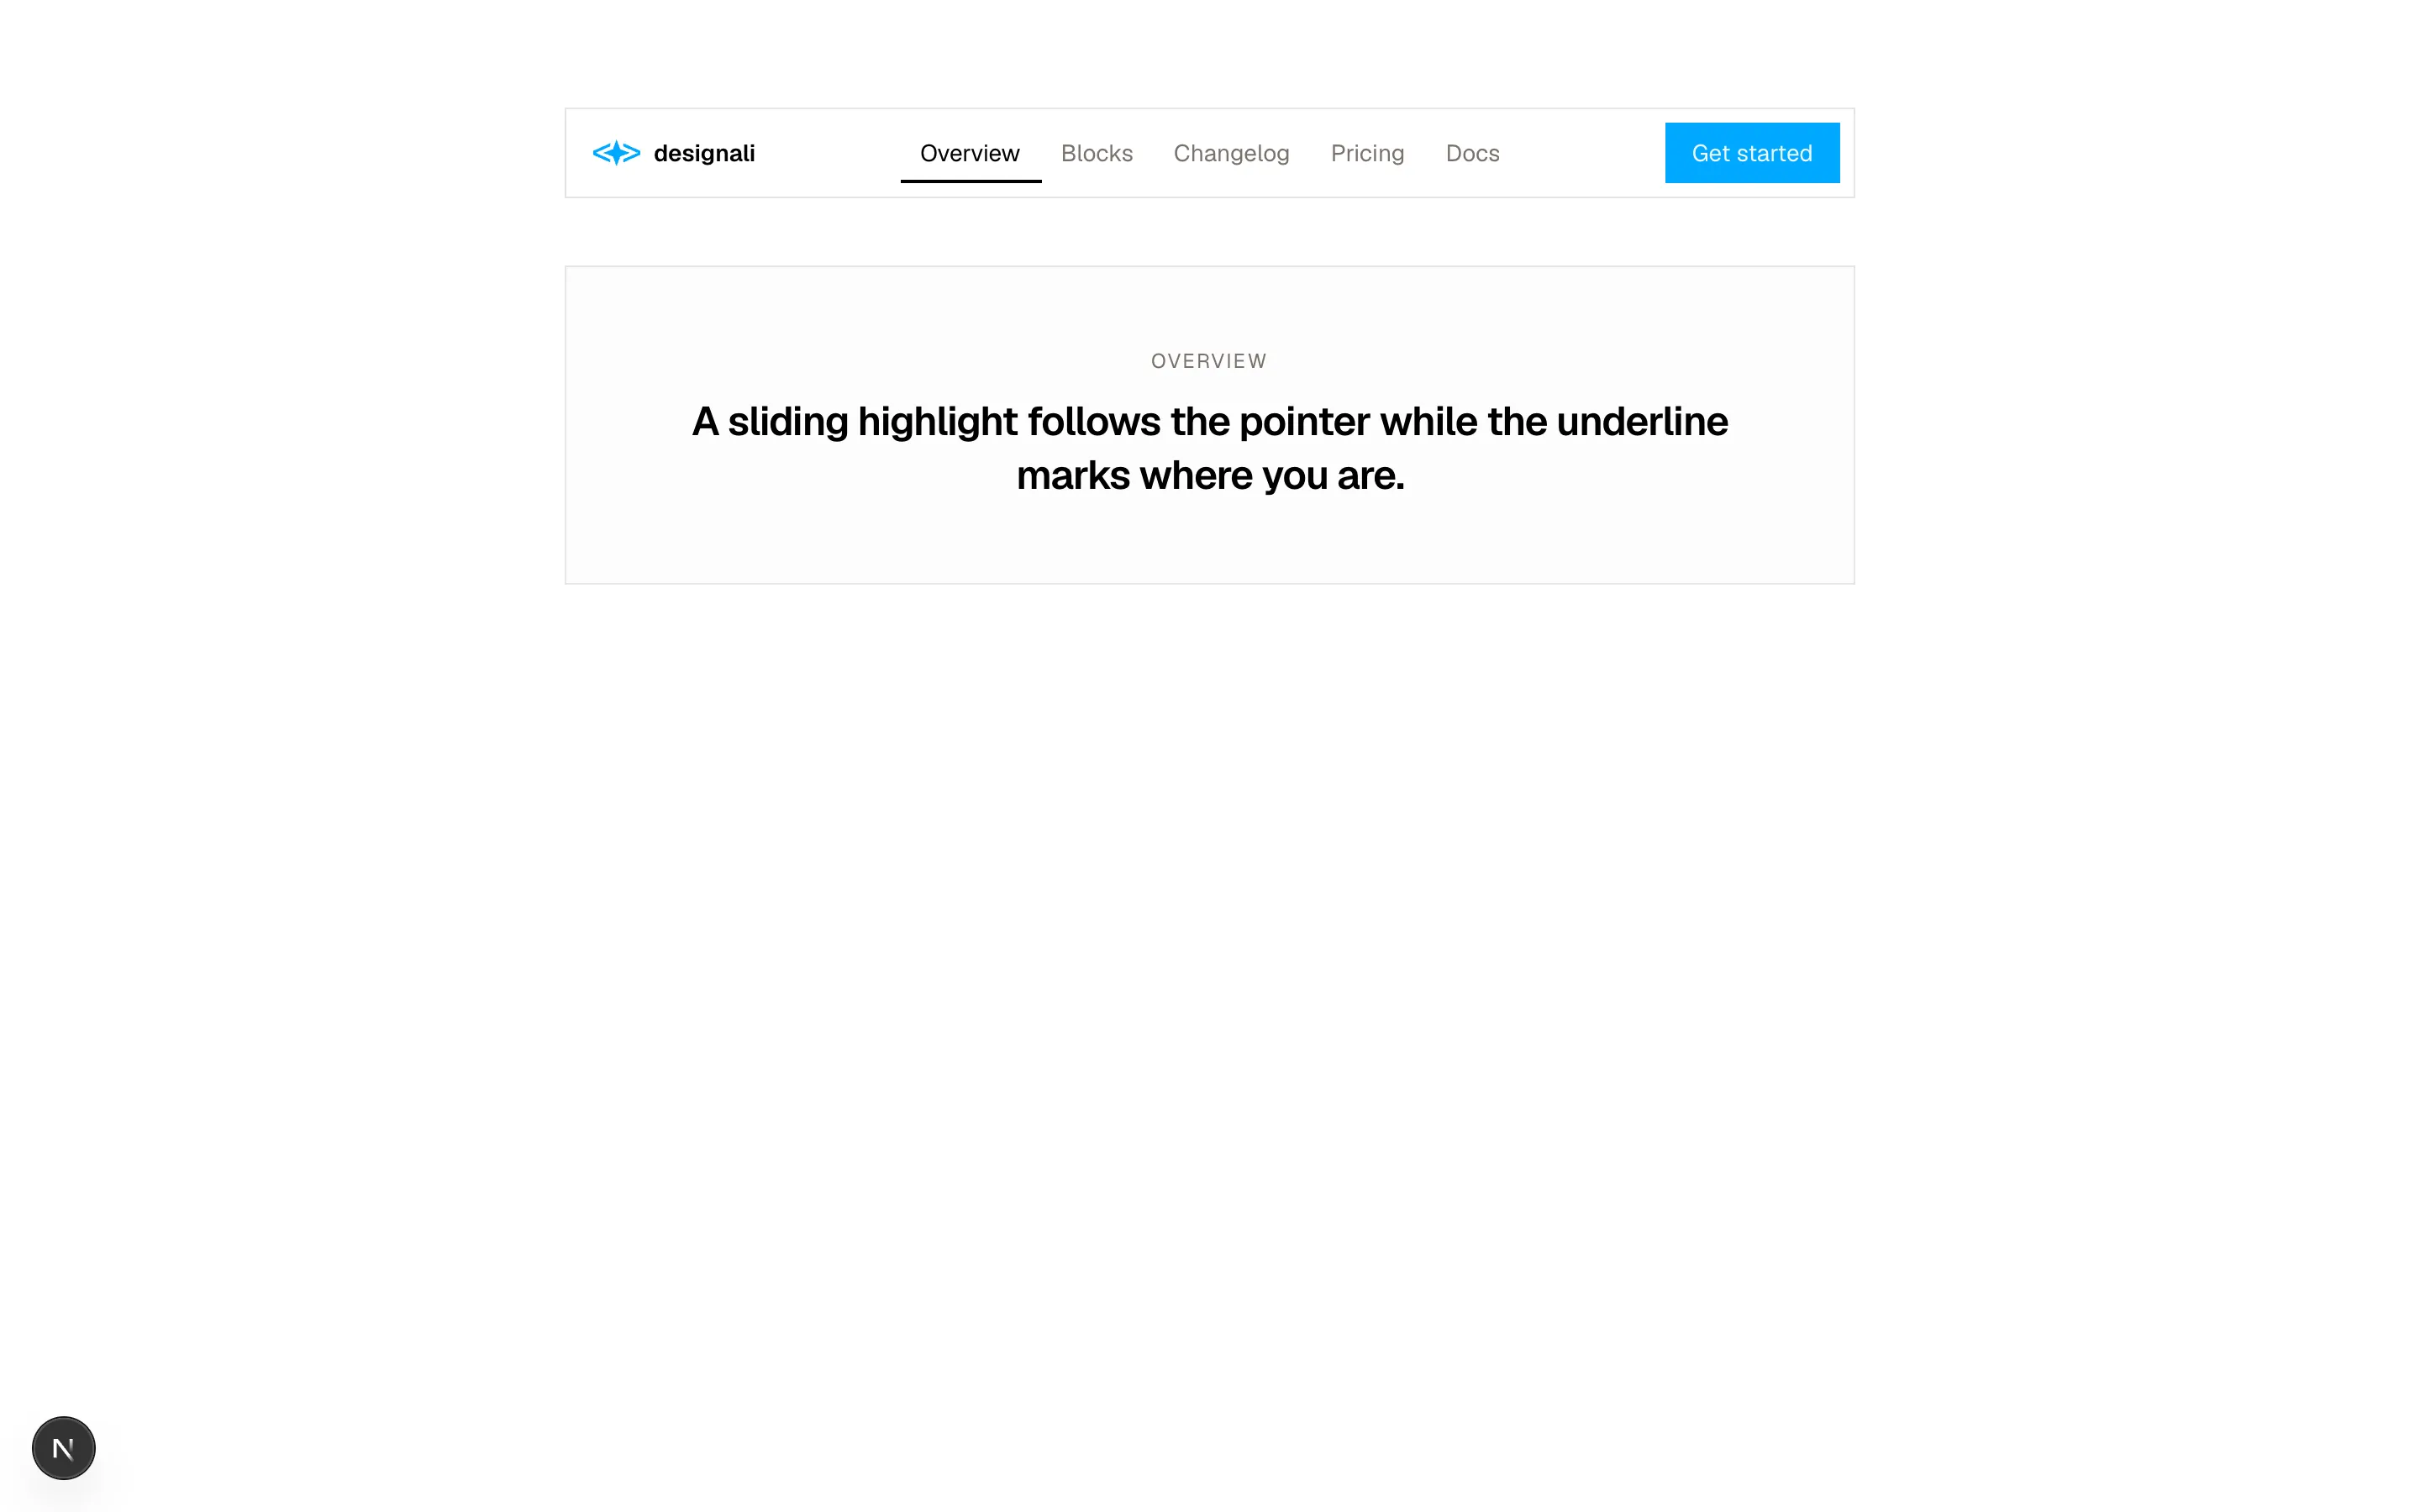 designali
Overview Blocks Changelog Pricing Docs
Get started
OVERVIEW
A sliding highlight follows the pointer while the underline
marks where you are.
N